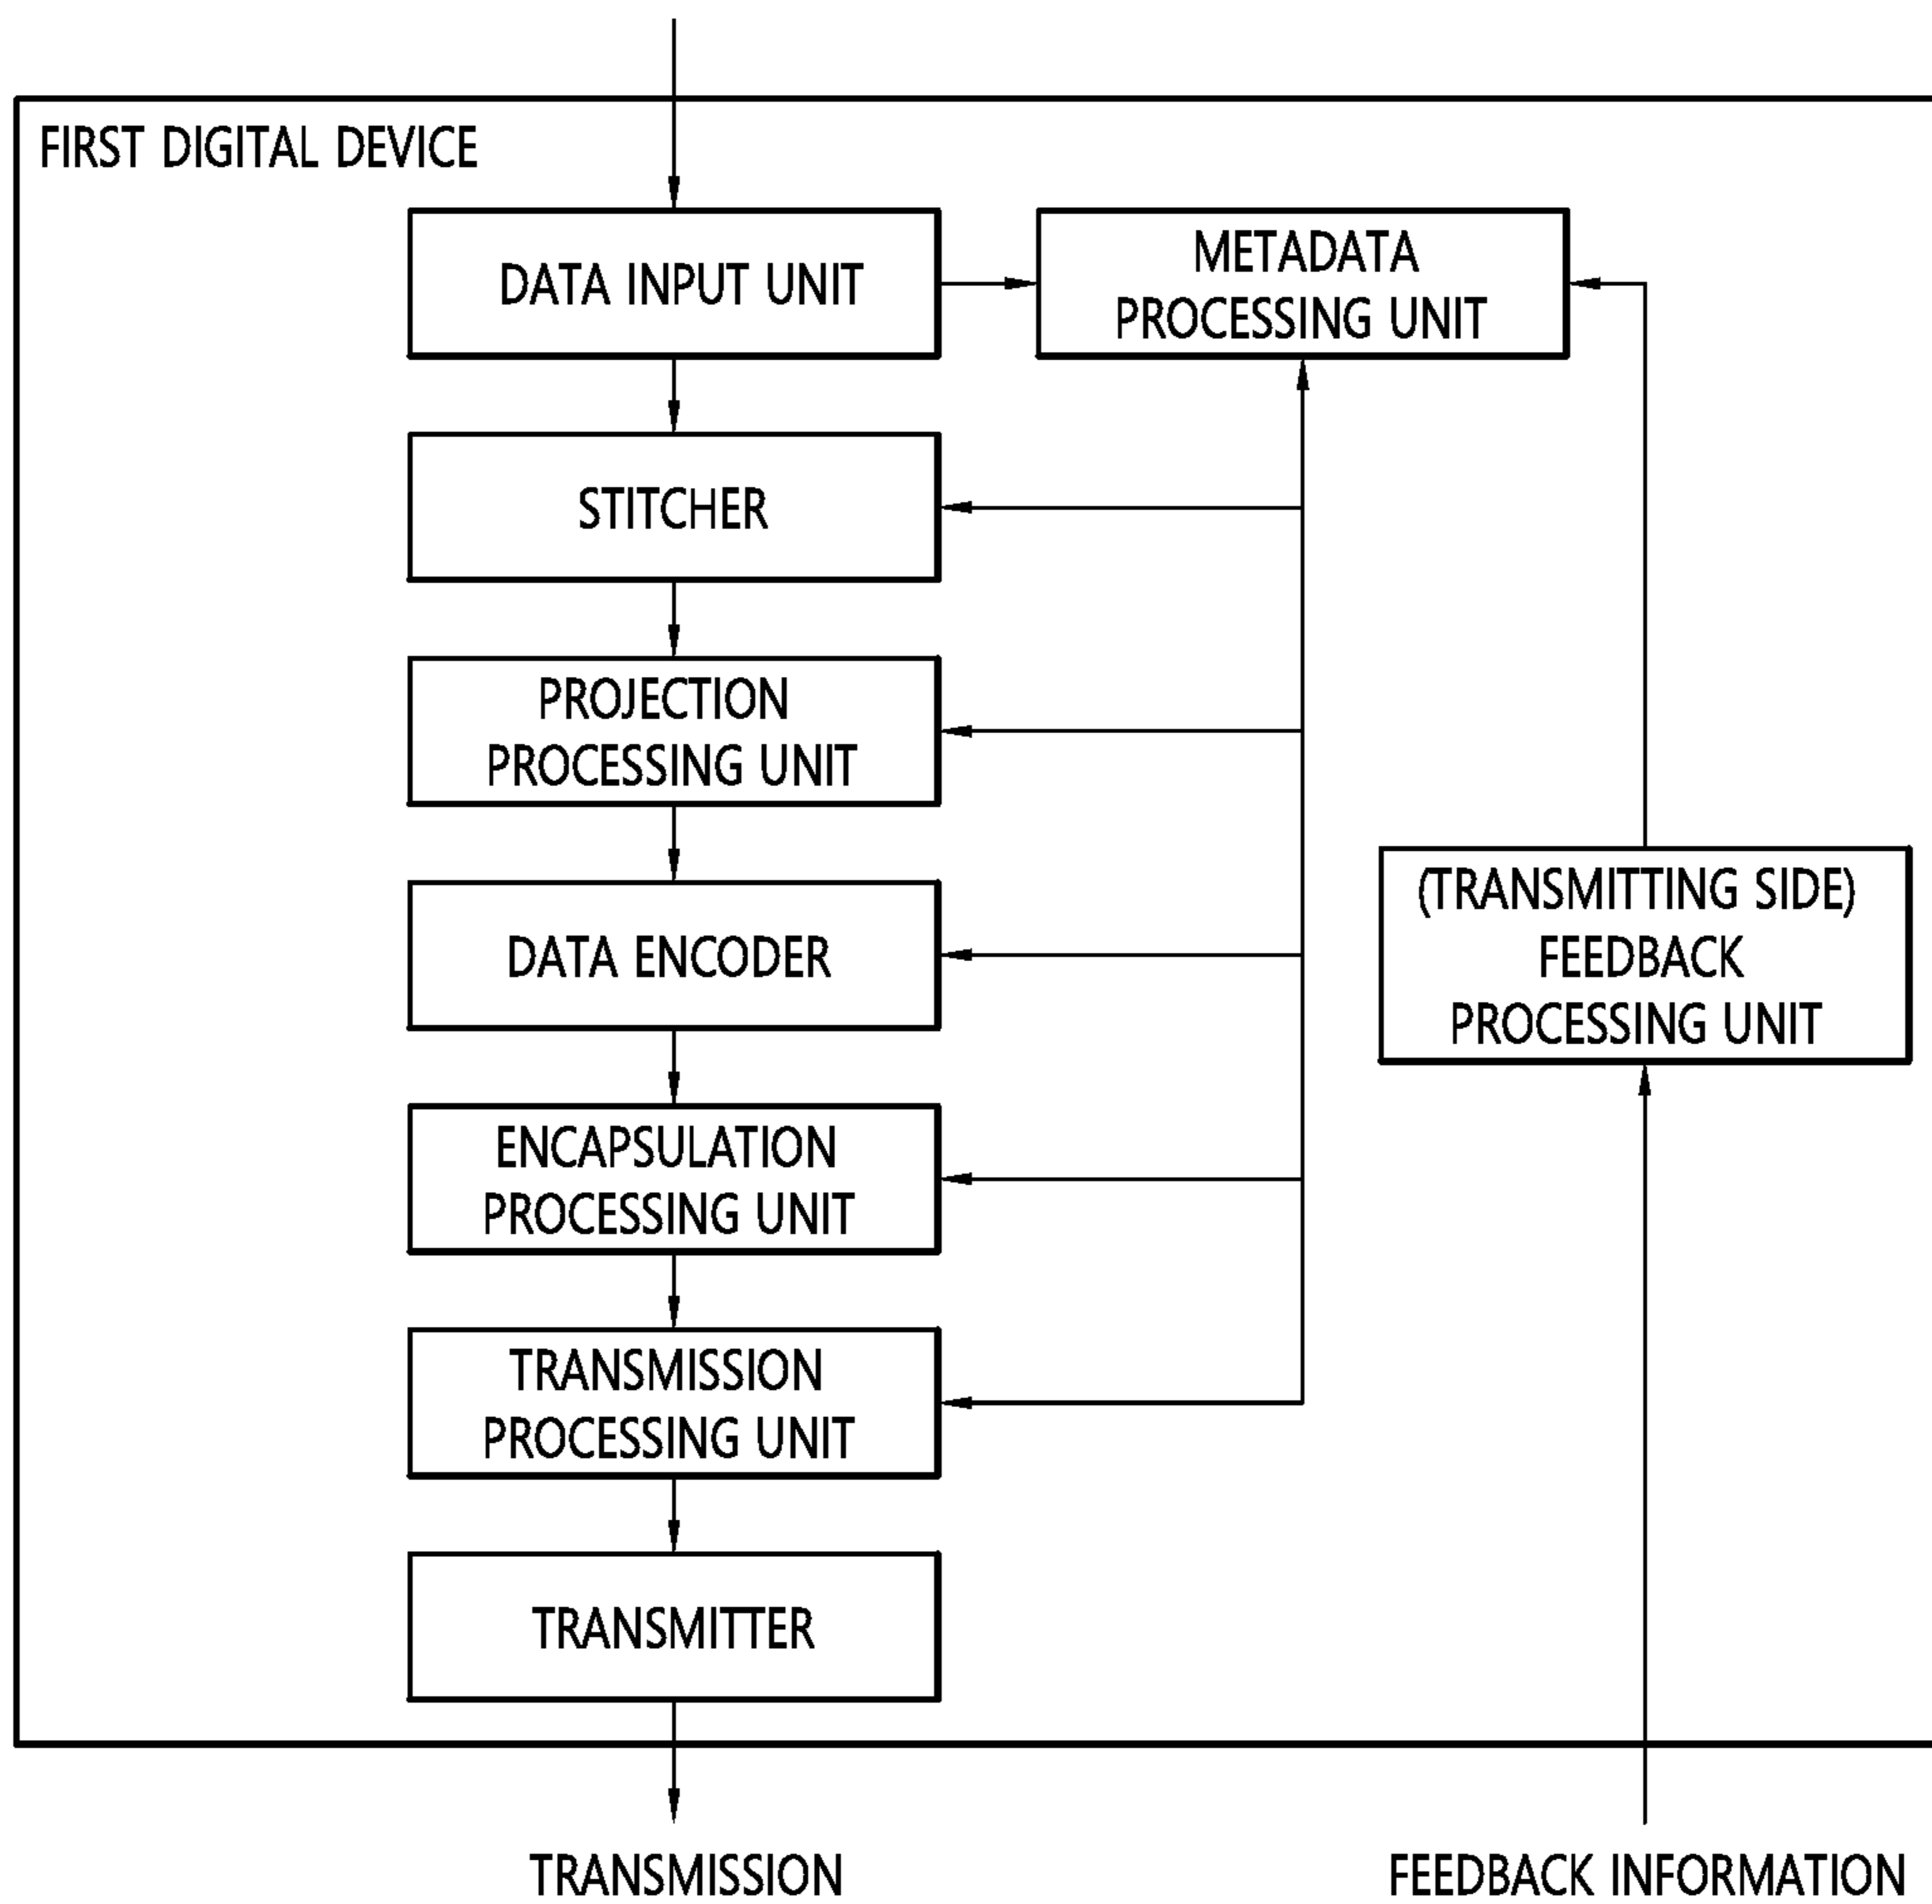 FIRST DIGITAL DEVICE
DATA INPUT UNIT
METADATA
PROCESSING UNIT
STITCHER
PROJECTION
PROCESSING UNIT
DATA ENCODER
(TRANSMITTING SIDE)
FEEDBACK
PROCESSING UNIT
ENCAPSULATION
PROCESSING UNIT
TRANSMISSION
PROCESSING UNIT
TRANSMITTER
TRANSMISSION
FEEDBACK INFORMATION